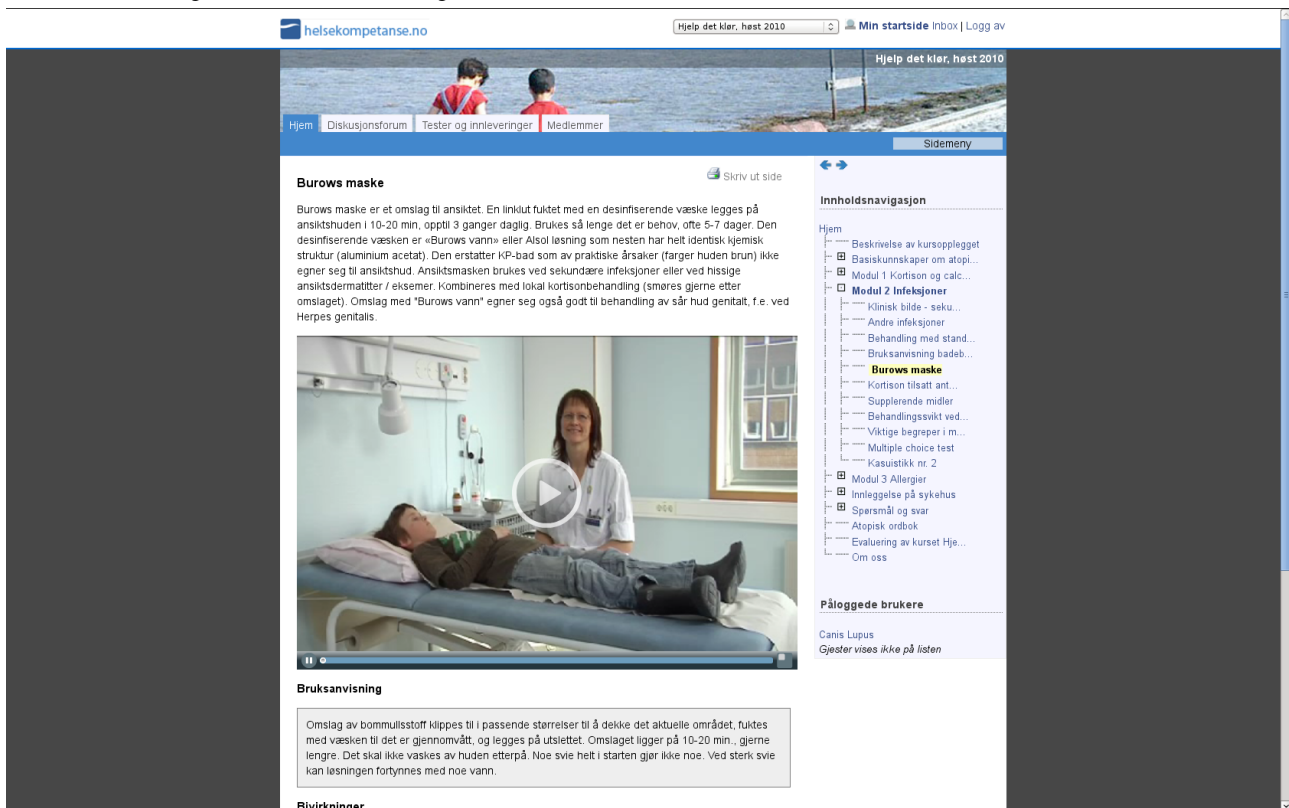 helsekompetanse.no
Hjelp det klør, høst 2010
Min startside Inbox | Logg av
Hjelp det klør, høst 2010
Hjem Diskusjonsforum Tester og innleveringer Medlemmer
Sidemeny
Burows maske
Skriv ut side
Burows maske er et omslag til ansiktet. En linklut fuktet med en desinfiserende væske legges på
ansiktshuden i 10-20 min, opptil 3 ganger daglig. Brukes så lenge det er behov, ofte 5-7 dager. Den
desinfiserende væsken er «Burows vann» eller Alsol løsning som nesten har helt identisk kjemisk
struktur (aluminium acetat). Den erstatter KP-bad som av praktiske årsaker (farger huden brun) ikke
egner seg til ansiktshud. Ansiktsmasken brukes ved sekundære infeksjoner eller ved hissige
ansiktsdermatitter / eksemer. Kombineres med lokal kortisonbehandling (smøres gjerne etter
omslaget). Omslag med "Burows vann" egner seg også godt til behandling av sår hud genitalt, f.e. ved
Herpes genitalis.
Bruksanvisning
Omslag av bommullsstoff klippes til i passende størrelser til å dekke det aktuelle området, fuktes
med væsken til det er gjennomvått, og legges på utslettet. Omslaget ligger på 10-20 min., gjerne
lengre. Det skal ikke vaskes av huden etterpå. Noe svie helt i starten gjør ikke noe. Ved sterk svie
kan løsningen fortynnes med noe vann.
Bivirkninger
Innholdsnavigasjon
Hjem
Beskrivelse av kursopplegget
Basiskunnskaper om atopi...
Modul 1 Kortison og calc...
Modul 2 Infeksjoner
Klinisk bilde - seku...
Andre infeksjoner
Behandling med stand...
Bruksanvisning badeb...
Burows maske
Kortison tilsatt ant...
Supplerende midler
Behandlingssvikt ved...
Viktige begreper i m...
Multiple choice test
Kasuistikk nr. 2
Modul 3 Allergier
Innleggelse på sykehus
Spørsmål og svar
Atopisk ordbok
Evaluering av kurset Hje...
Om oss
Påloggede brukere
Canis Lupus
Gjester vises ikke på listen